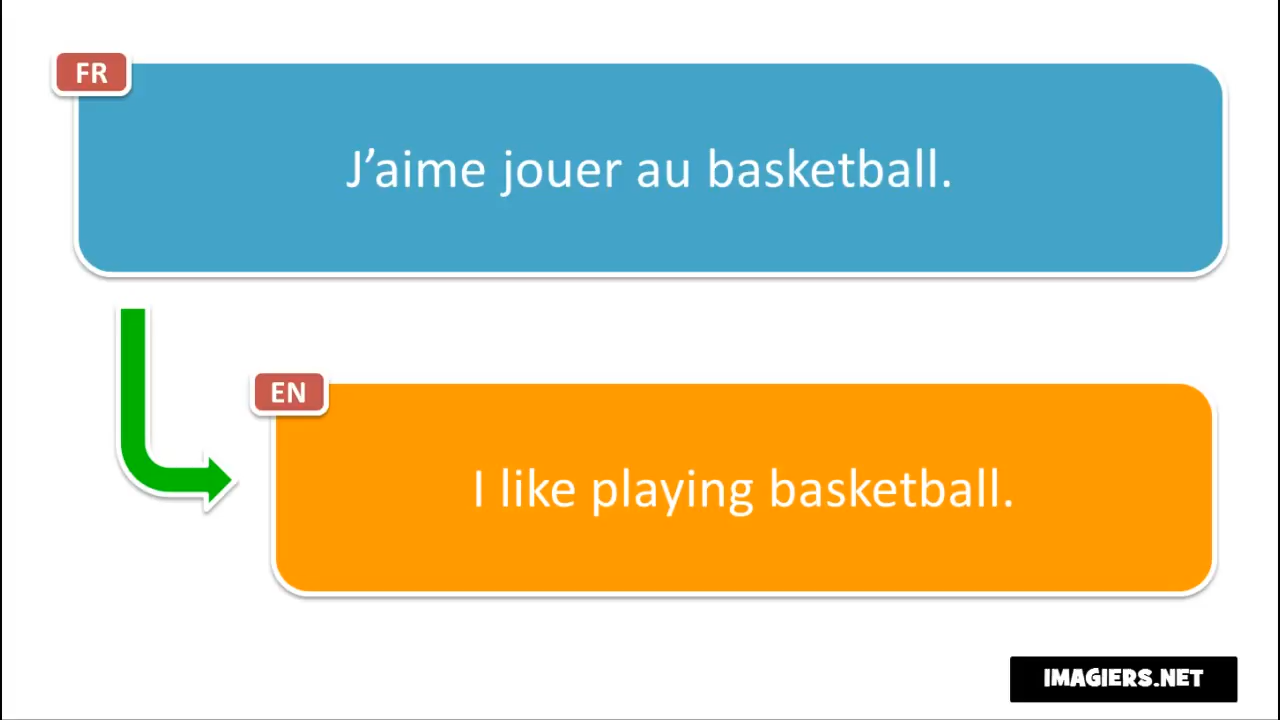 FR
J’aime jouer au basketball.
EN
I like playing basketball.
IMAGIERS.NET